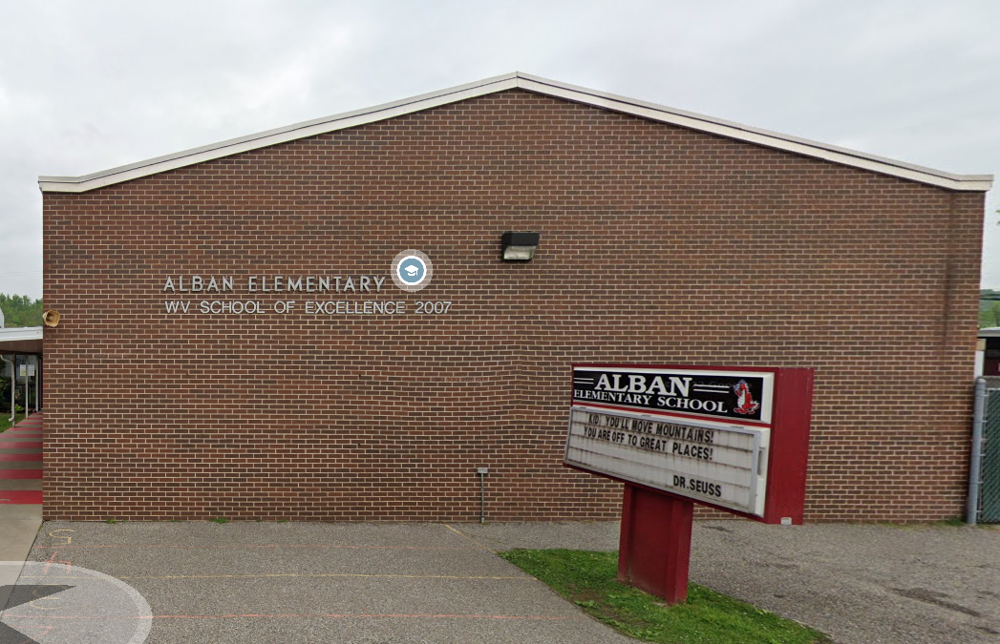 ALBAN ELEMENTARY
WV SCHOOL OF EXCELLENCE 2007
ALBAN
ELEMENTARY SCHOOL
KID, YOU'LL MOVE MOUNTAINS!
YOU ARE OFF TO GREAT PLACES!
DR.SEUSS